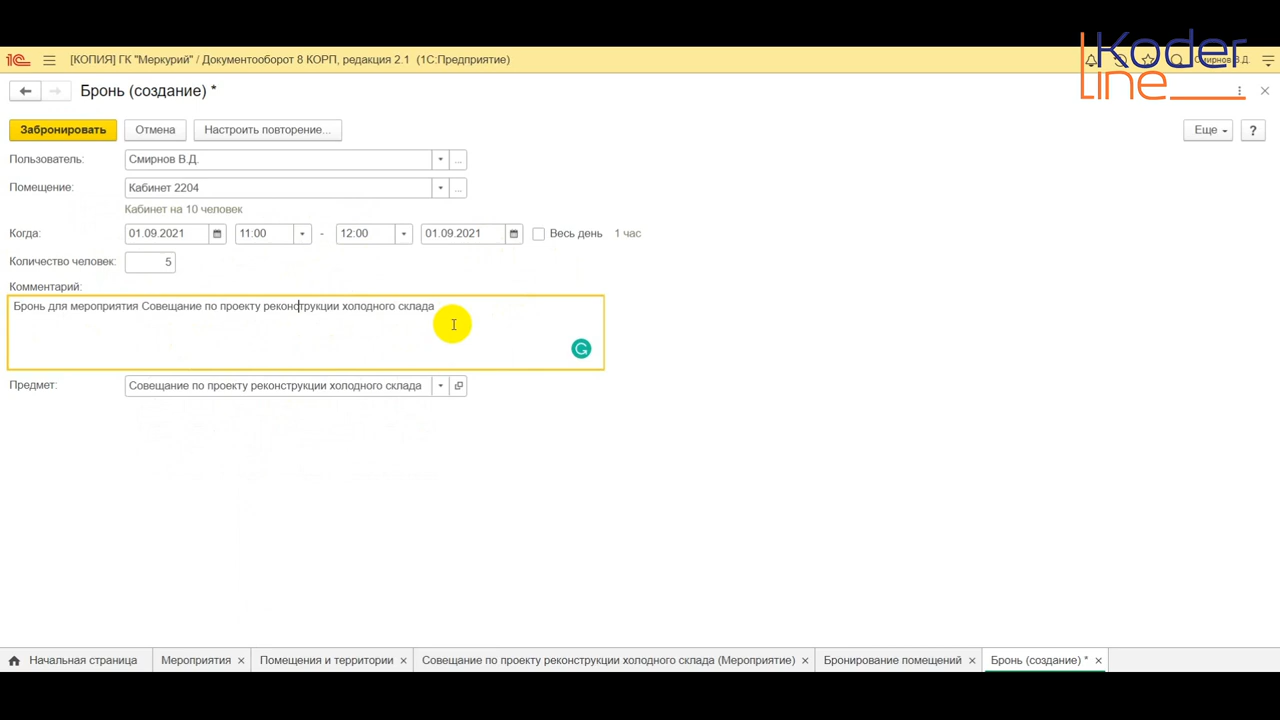 Koder
line
1С [КОПИЯ] ГК "Меркурий" / Документооборот 8 КОРП, редакция 2.1 (1С:Предприятие) Смирнов В.Д.
Бронь (создание) *
Забронировать Отмена Настроить повторение... Еще ?
Пользователь: Смирнов В.Д.
Помещение: Кабинет 2204
Кабинет на 10 человек
Когда: 01.09.2021 11:00 - 12:00 01.09.2021 Весь день 1 час
Количество человек: 5
Комментарий:
Бронь для мероприятия Совещание по проекту реконструкции холодного склада
Предмет: Совещание по проекту реконструкции холодного склада
Начальная страница Мероприятия Помещения и территории Совещание по проекту реконструкции холодного склада (Мероприятие) Бронирование помещений Бронь (создание) *